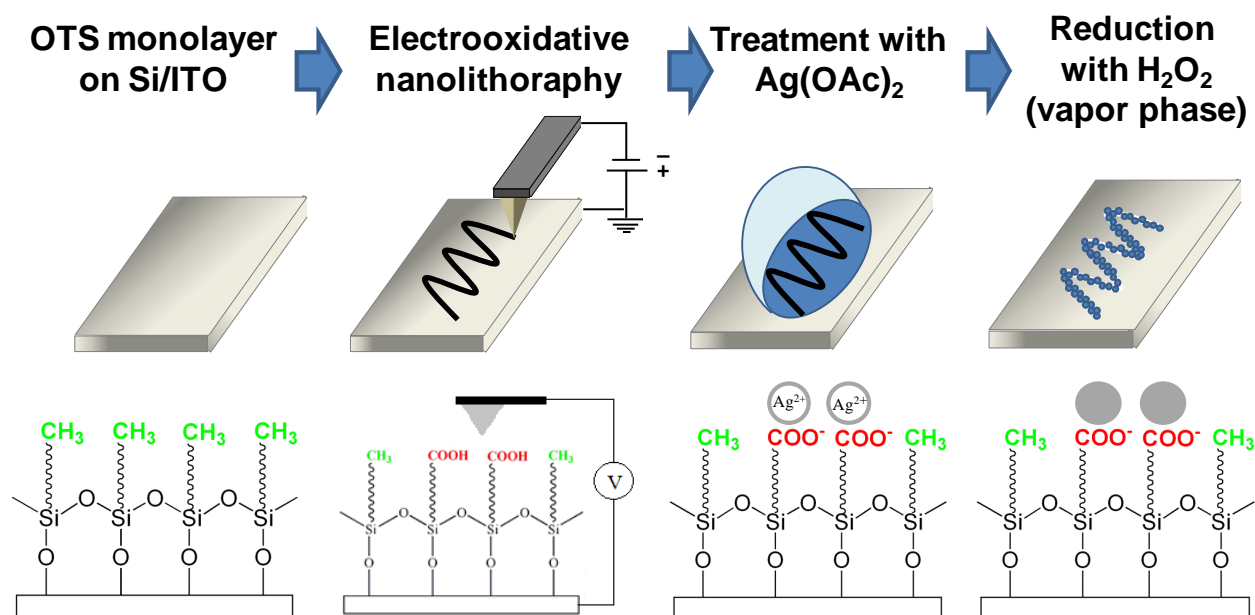 OTS monolayer
on Si/ITO
Electrooxidative
nanolithoraphy
Treatment with
Ag(OAc)₂
Reduction
with H₂O₂
(vapor phase)
− +
CH₃ CH₃ CH₃ CH₃
O O O
Si Si Si Si
O O O O
CH₃ COOH COOH CH₃
V
O O O
Si Si Si Si
O O O O
Ag²⁺ Ag²⁺
CH₃ COO⁻ COO⁻ CH₃
O O O
Si Si Si Si
O O O O
CH₃ COO⁻ COO⁻ CH₃
O O O
Si Si Si Si
O O O O